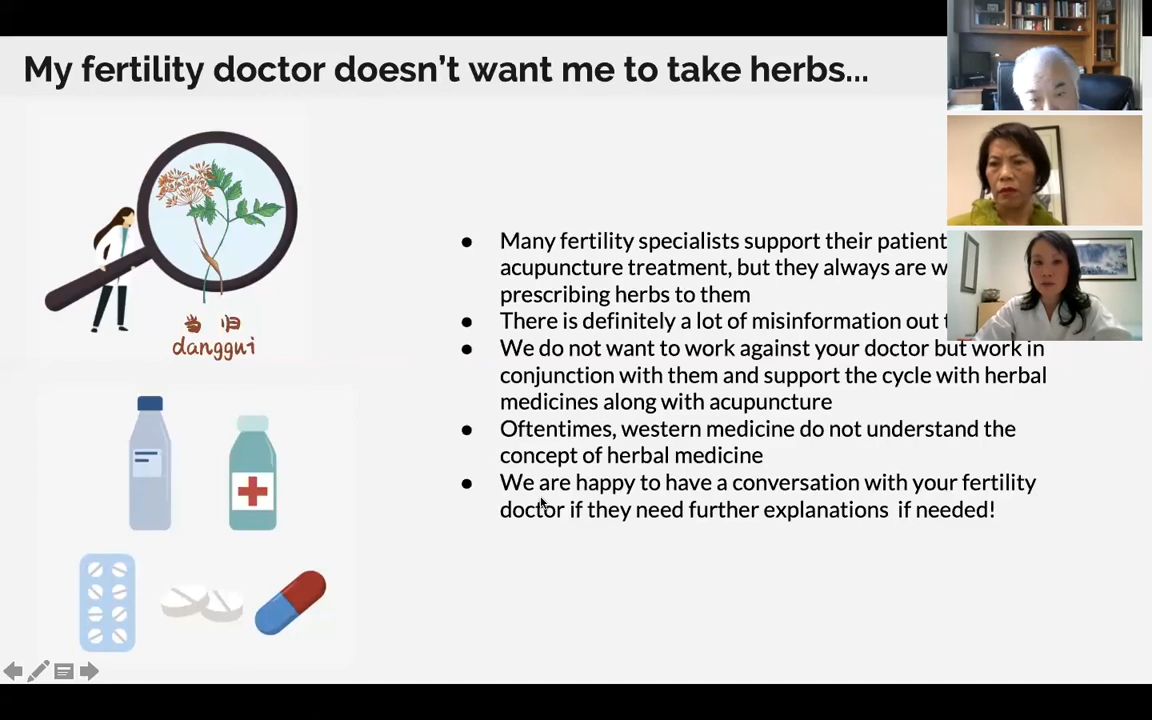 My fertility doctor doesn't want me to take herbs...
当归
danggui
● Many fertility specialists support their patient
acupuncture treatment, but they always are w
prescribing herbs to them
● There is definitely a lot of misinformation out
● We do not want to work against your doctor but work in
conjunction with them and support the cycle with herbal
medicines along with acupuncture
● Oftentimes, western medicine do not understand the
concept of herbal medicine
● We are happy to have a conversation with your fertility
doctor if they need further explanations  if needed!